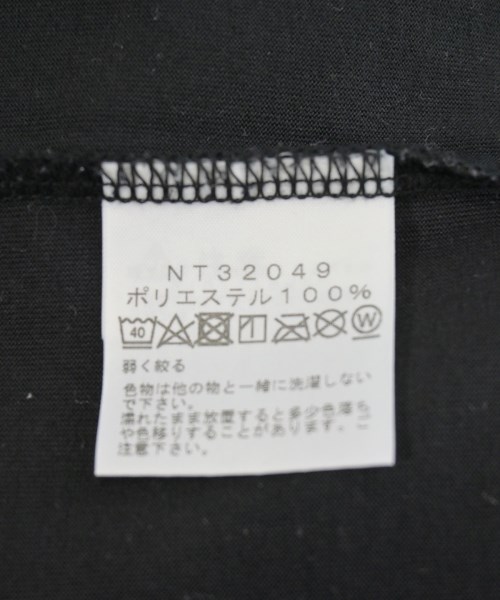 NT32049
ポリエステル100%
40 W
弱く絞る
色物は他の物と一緒に洗濯しない
で下さい。
濡れたまま放置すると多少色落ち
や色移りすることがあります。ご
注意下さい。